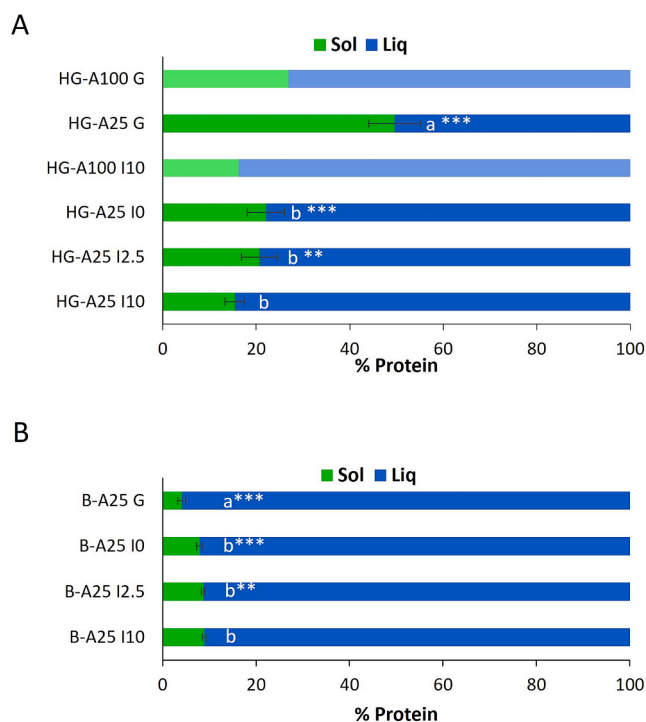 A
Sol Liq
HG-A100 G
HG-A25 G
a ***
HG-A100 I10
HG-A25 I0
b ***
HG-A25 I2.5
b **
HG-A25 I10
b
0 20 40 60 80 100
% Protein
B
Sol Liq
B-A25 G
a***
B-A25 I0
b***
B-A25 I2.5
b**
B-A25 I10
b
0 20 40 60 80 100
% Protein